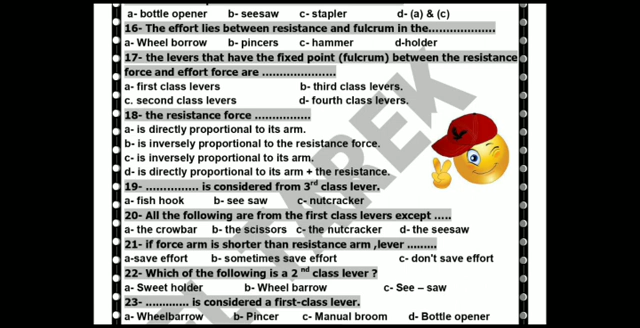 a- bottle opener b- seesaw c- stapler d- (a) & (c)
16- The effort lies between resistance and fulcrum in the....................
a- Wheel borrow b- pincers c- hammer d-holder
17- the levers that have the fixed point (fulcrum) between the resistance
force and effort force are ......................
a- first class levers b- third class levers.
c. second class levers d- fourth class levers.
18- the resistance force ................
a- is directly proportional to its arm.
b- is inversely proportional to the resistance force.
c- is inversely proportional to its arm.
d- is directly proportional to its arm + the resistance.
19- ............... is considered from 3rd class lever.
a- fish hook b- see saw c- nutcracker
20- All the following are from the first class levers except .....
a- the crowbar b- the scissors c- the nutcracker d- the seesaw
21- if force arm is shorter than resistance arm ,lever .........
a-save effort b- sometimes save effort c- don't save effort
22- Which of the following is a 2 nd class lever ?
a- Sweet holder b- Wheel barrow c- See – saw
23- ............. is considered a first-class lever.
a- Wheelbarrow b- Pincer c- Manual broom d- Bottle opener